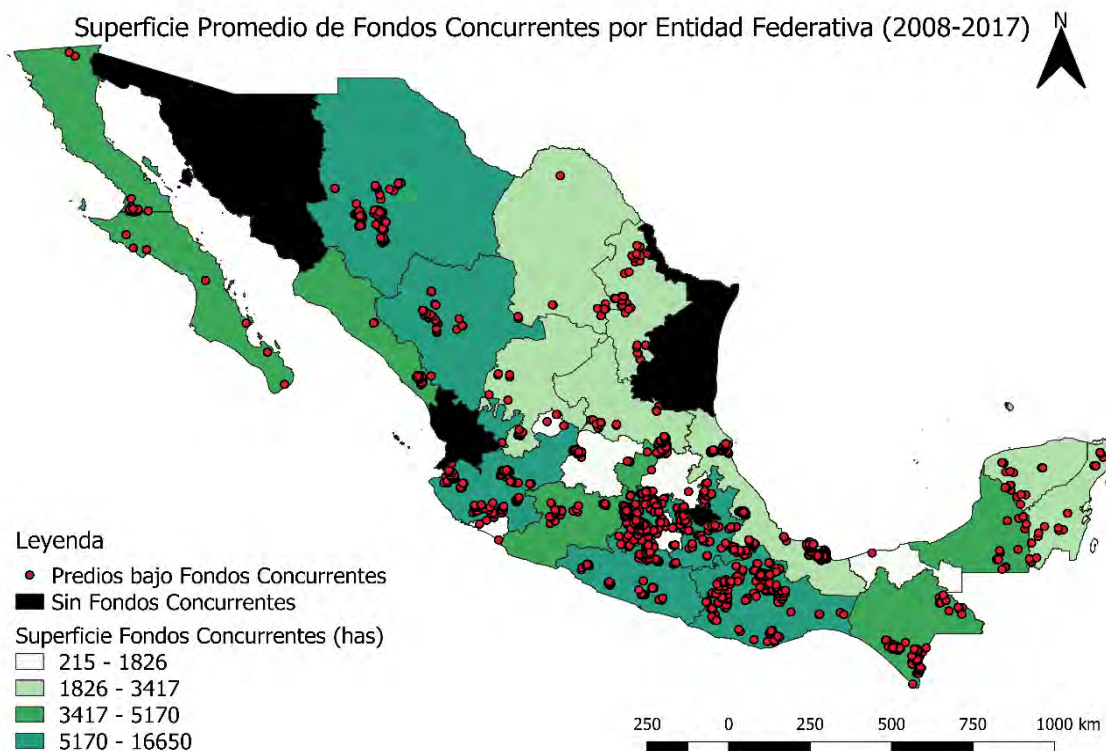 Superficie Promedio de Fondos Concurrentes por Entidad Federativa (2008-2017)
N
Leyenda
Predios bajo Fondos Concurrentes
Sin Fondos Concurrentes
Superficie Fondos Concurrentes (has)
215 - 1826
1826 - 3417
3417 - 5170
5170 - 16650
250 0 250 500 750 1000 km